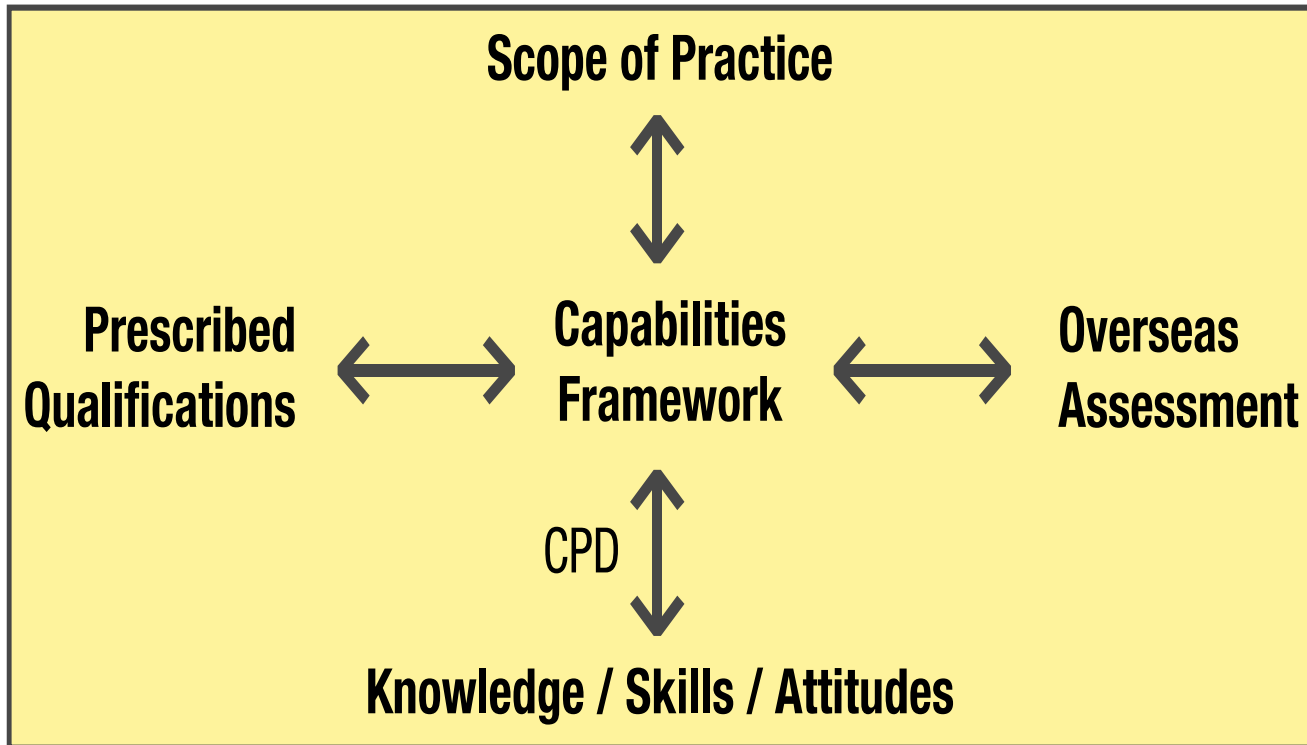 Scope of Practice
Prescribed
Qualifications
Capabilities
Framework
Overseas
Assessment
CPD
Knowledge / Skills / Attitudes